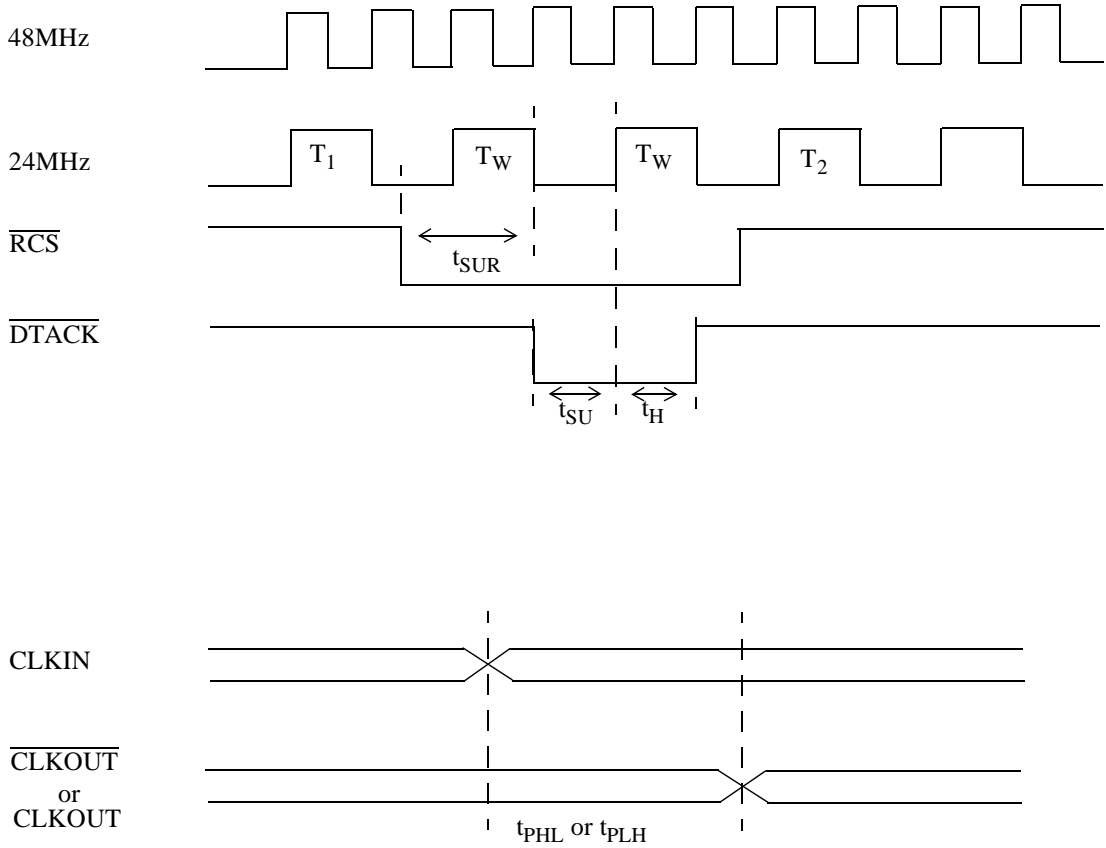 48MHz
24MHz
T1 TW TW T2
RCS
tSUR
DTACK
tSU tH
CLKIN
CLKOUT
or
CLKOUT
tPHL or tPLH